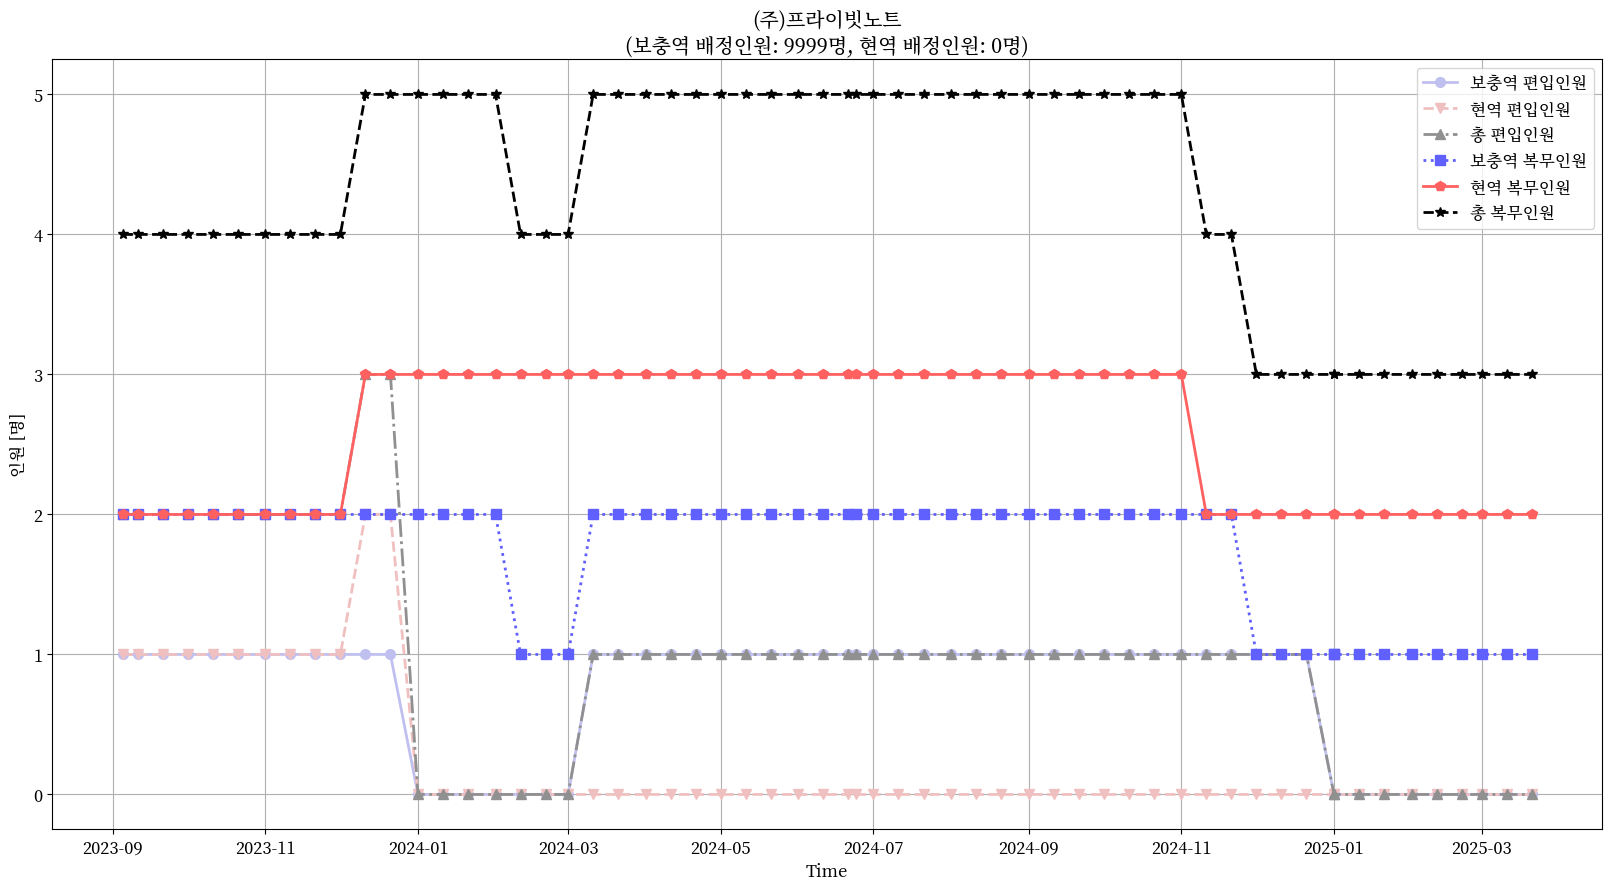 (주)프라이빗노트
(보충역 배정인원: 9999명, 현역 배정인원: 0명)
보충역 편입인원
현역 편입인원
총 편입인원
보충역 복무인원
현역 복무인원
총 복무인원
인원 [명]
5
4
3
2
1
0
2023-09 2023-11 2024-01 2024-03 2024-05 2024-07 2024-09 2024-11 2025-01 2025-03
Time